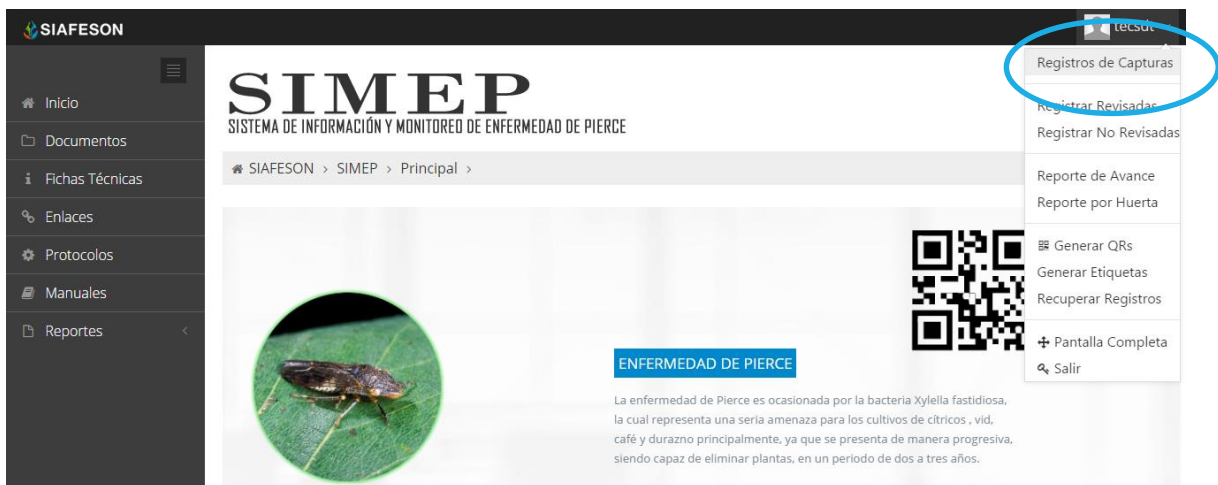 SIAFESON
tecsdt
Registros de Capturas
Registrar Revisadas
Registrar No Revisadas
Reporte de Avance
Reporte por Huerta
Generar QRs
Generar Etiquetas
Recuperar Registros
Pantalla Completa
Salir
Inicio
Documentos
Fichas Técnicas
Enlaces
Protocolos
Manuales
Reportes
SIMEP
SISTEMA DE INFORMACIÓN Y MONITOREO DE ENFERMEDAD DE PIERCE
SIAFESON > SIMEP > Principal >
ENFERMEDAD DE PIERCE
La enfermedad de Pierce es ocasionada por la bacteria Xylella fastidiosa,
la cual representa una seria amenaza para los cultivos de cítricos , vid,
café y durazno principalmente, ya que se presenta de manera progresiva,
siendo capaz de eliminar plantas, en un periodo de dos a tres años.